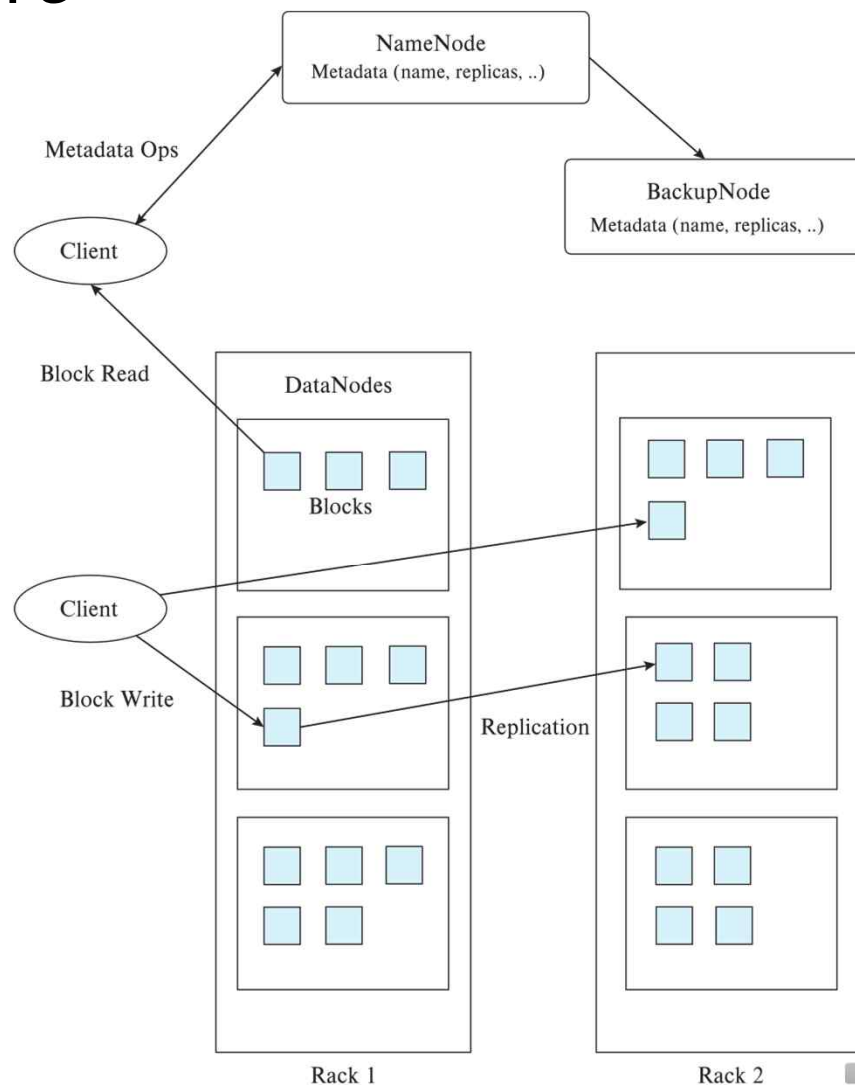 NameNode
Metadata (name, replicas, ..)
Metadata Ops
BackupNode
Metadata (name, replicas, ..)
Client
Block Read
DataNodes
Blocks
Client
Block Write
Replication
Rack 1
Rack 2